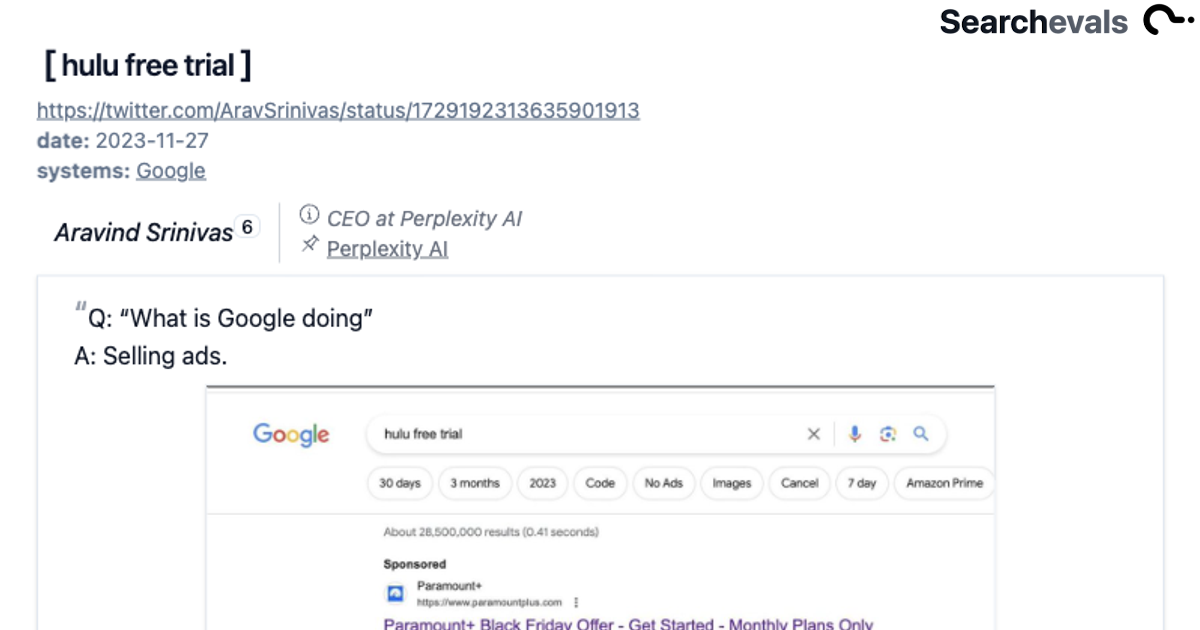 Searchevals
[ hulu free trial ]
https://twitter.com/AravSrinivas/status/1729192313635901913
date: 2023-11-27
systems: Google
Aravind Srinivas 6
CEO at Perplexity AI
Perplexity AI
"Q: “What is Google doing”
A: Selling ads.
Google hulu free trial
30 days 3 months 2023 Code No Ads Images Cancel 7 day Amazon Prime
About 28,500,000 results (0.41 seconds)
Sponsored
Paramount+
https://www.paramountplus.com
Paramount+ Black Friday Offer - Get Started - Monthly Plans Only